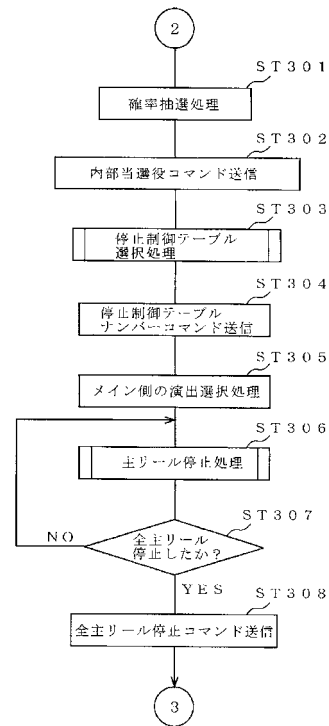 2
ST301
確率抽選処理
ST302
内部当選役コマンド送信
ST303
停止制御テーブル
選択処理
ST304
停止制御テーブル
ナンバーコマンド送信
ST305
メイン側の演出選択処理
ST306
主リール停止処理
ST307
全主リール
停止したか?
NO
YES
ST308
全主リール停止コマンド送信
3